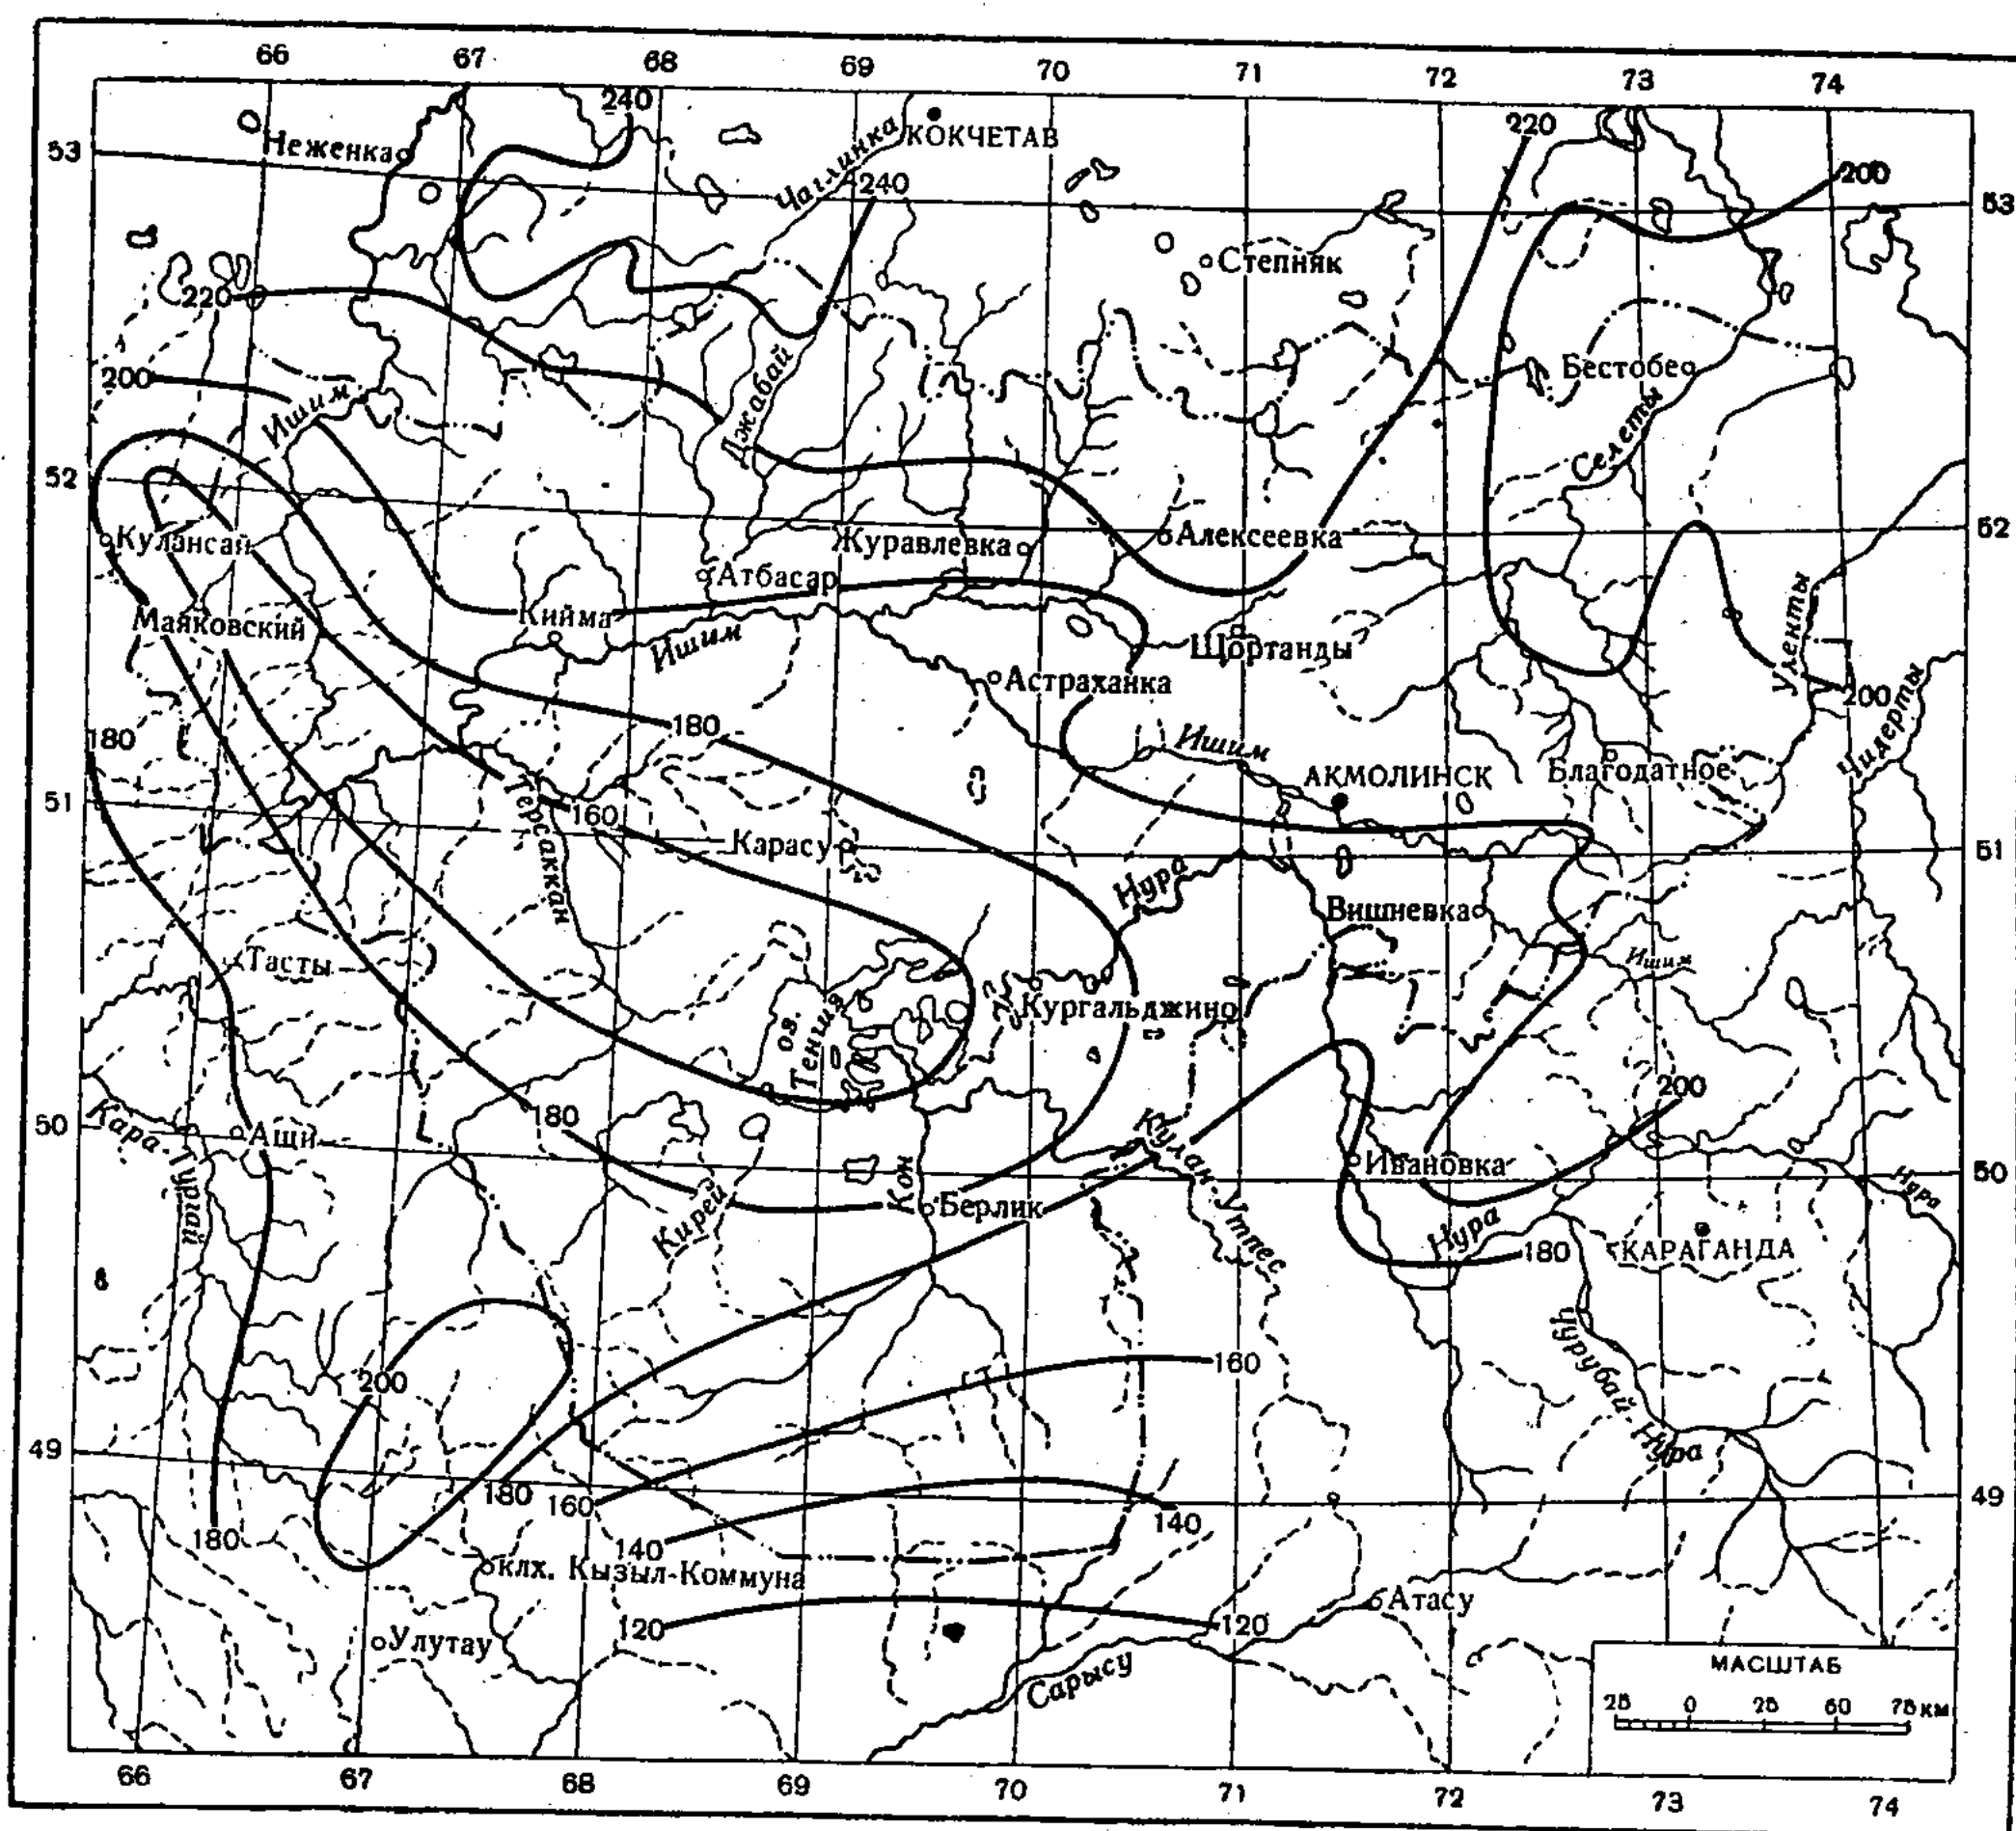 66 67 68 69 70 71 72 73 74
240
220
КОКЧЕТАВ
53
Неженка
Чаглинка
240
200
53
Степняк
220
200
Бестобе
Ишим
Джабай
Селеты
52
Кулансай
Журавлевка
Алексеевка
52
Атбасар
Маяковский
Кийма
Ишим
Шортанды
Уленты
Астраханка
200
180
180
Ишим
Чидерты
АКМОЛИНСК
Благодатное
51
Терсаккан
160
Карасу
51
Нура
Вишневка
Тасты
Ишим
оз. Тенгиз
Кургальджино
200
50
Кара-Тургай
Ащи
180
Кулан-Утпес
Ивановка
50
Кирей
Кон
Берлик
Нура
Нура
180
КАРАГАНДА
Чурубай-Нура
200
160
49
180
160
49
180
140
140
клх. Кызыл-Коммуна
120
120
Атасу
Улутау
Сарысу
МАСШТАБ
25 0 25 50 75 км
66 67 68 69 70 71 72 73 74